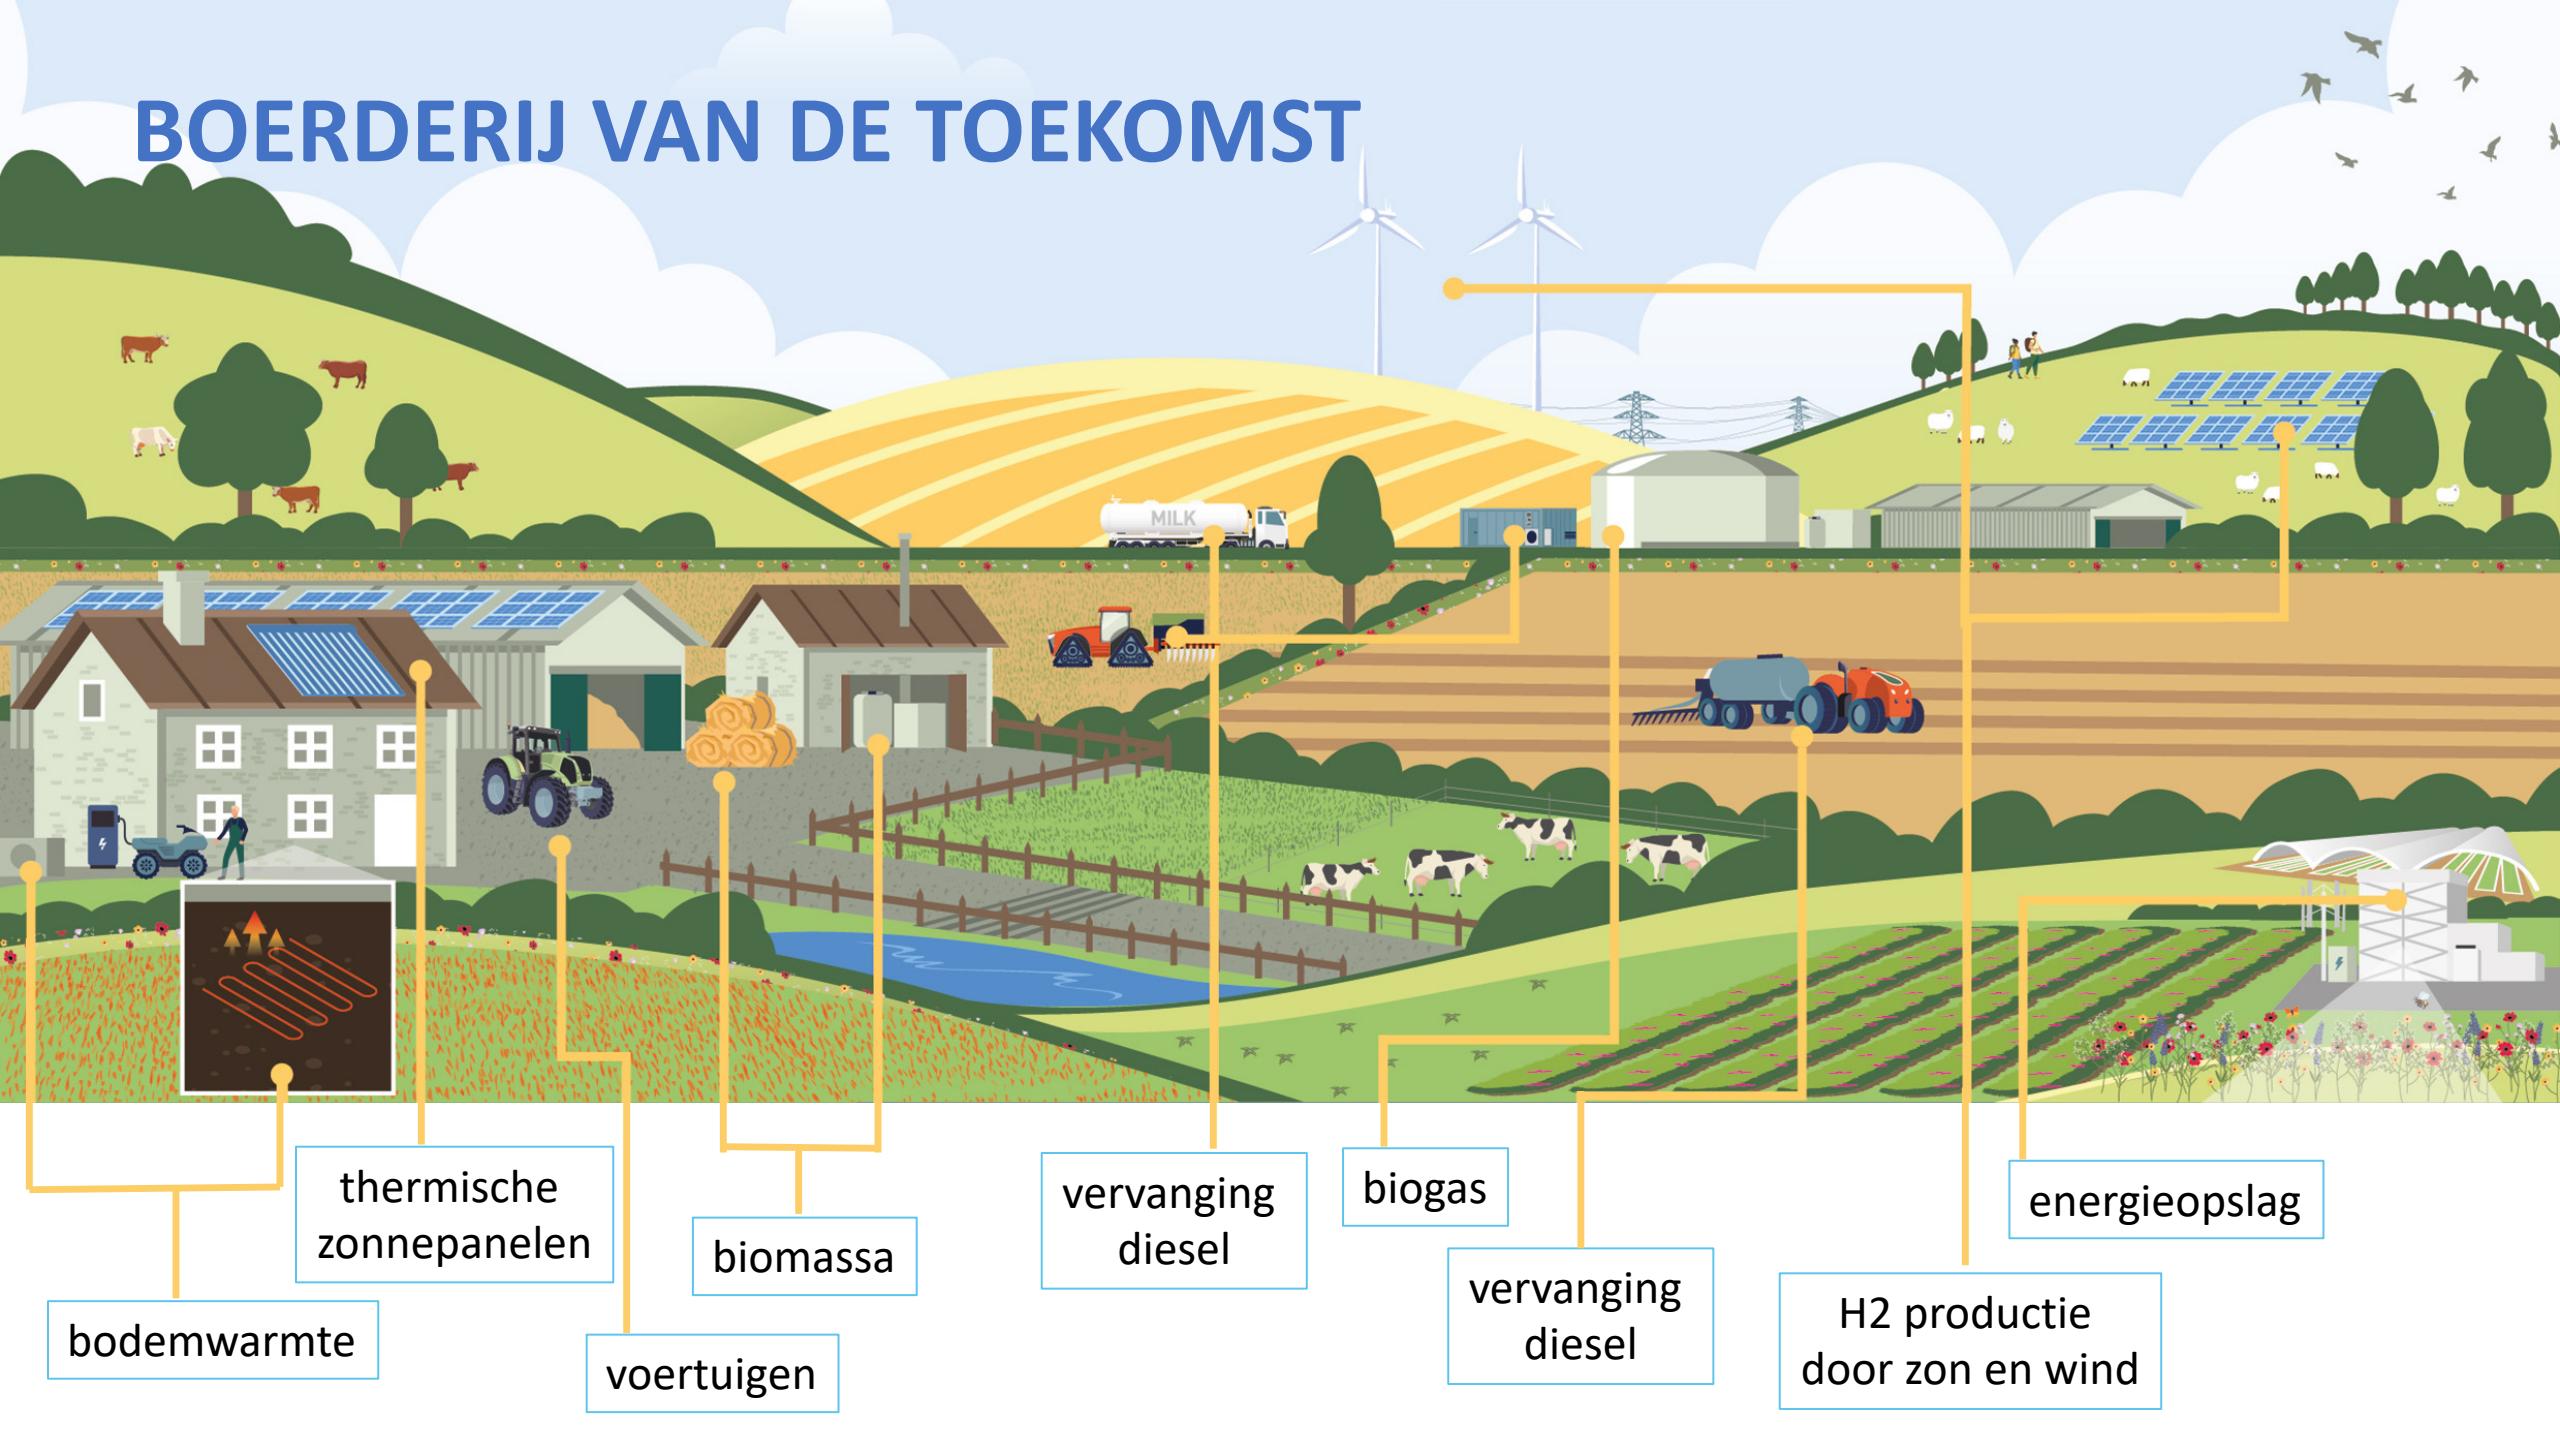 BOERDERIJ VAN DE TOEKOMST
MILK
thermische
zonnepanelen
bodemwarmte
voertuigen
biomassa
vervanging
diesel
biogas
vervanging
diesel
H2 productie
door zon en wind
energieopslag